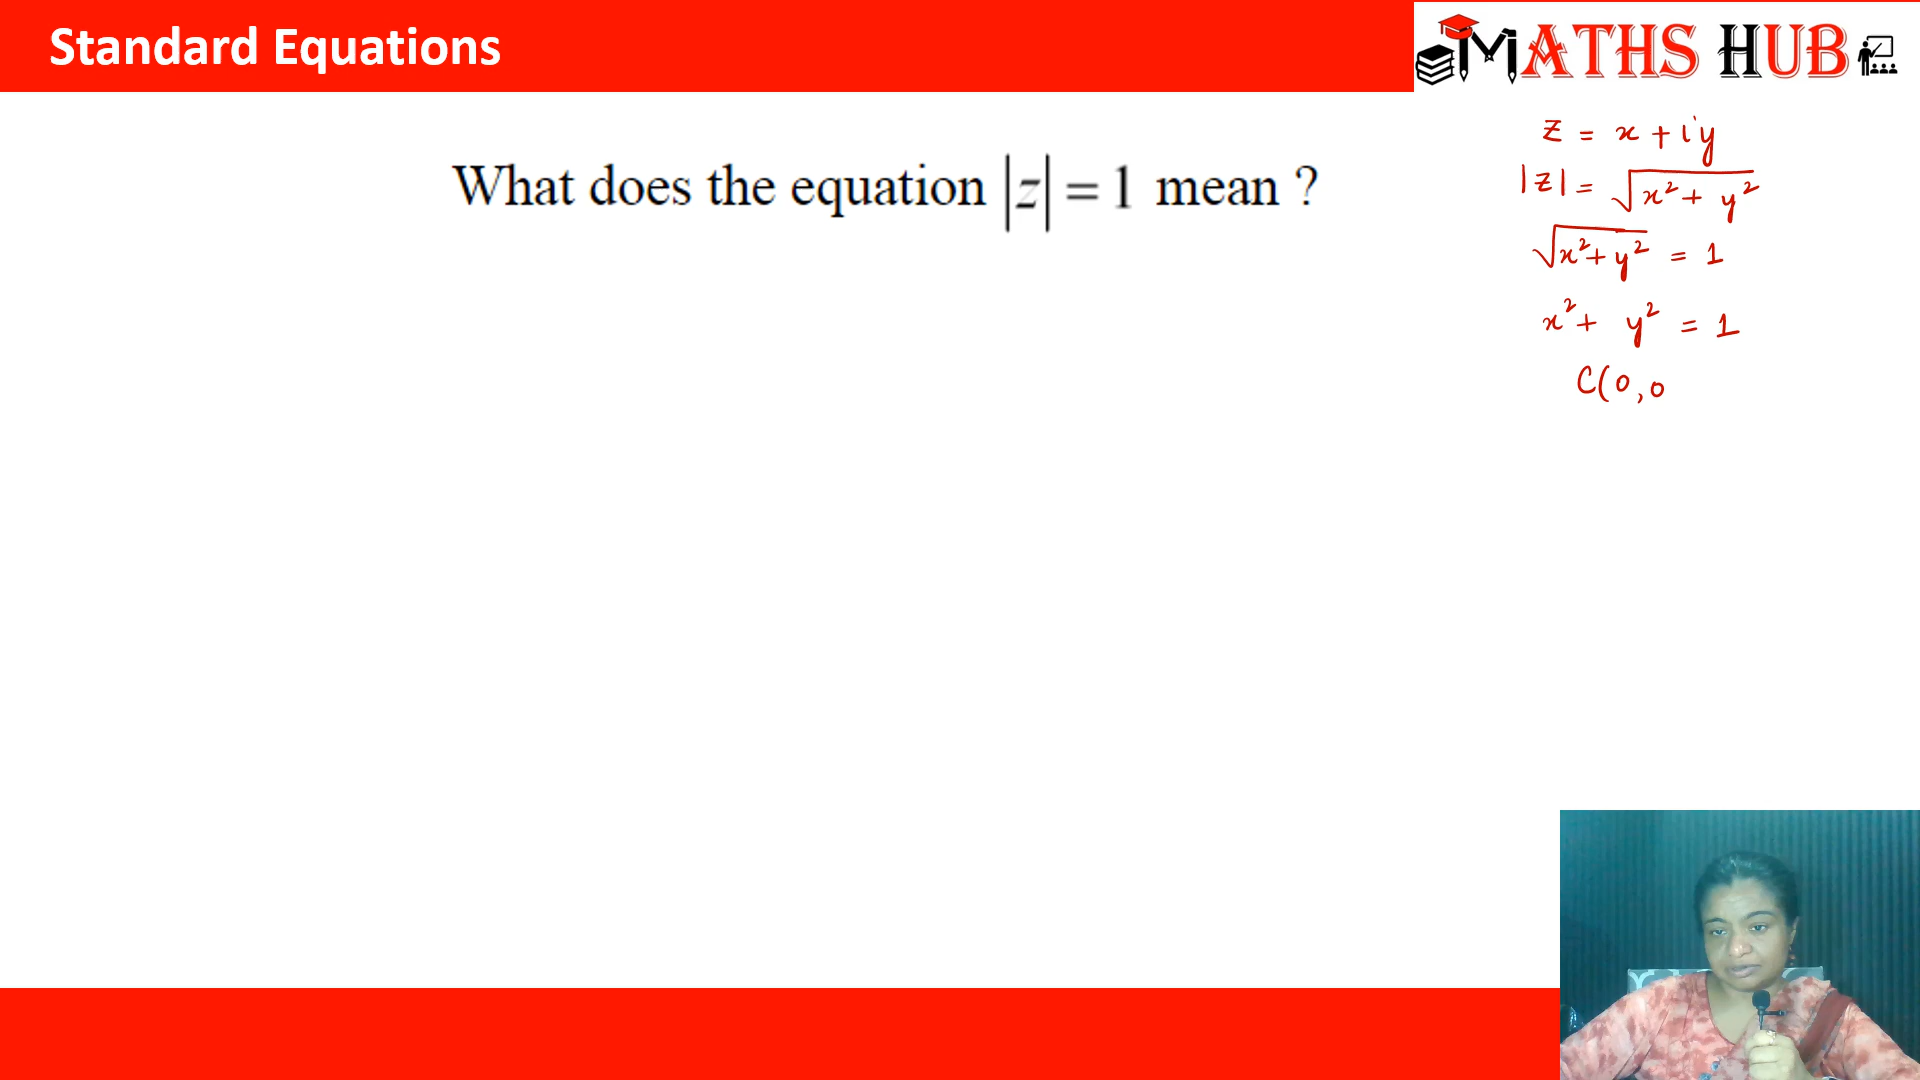 Standard Equations
MATHS HUB
What does the equation |z| = 1 mean ?
z = x + iy
|z| = √(x² + y²)
√(x² + y²) = 1
x² + y² = 1
C(0,0